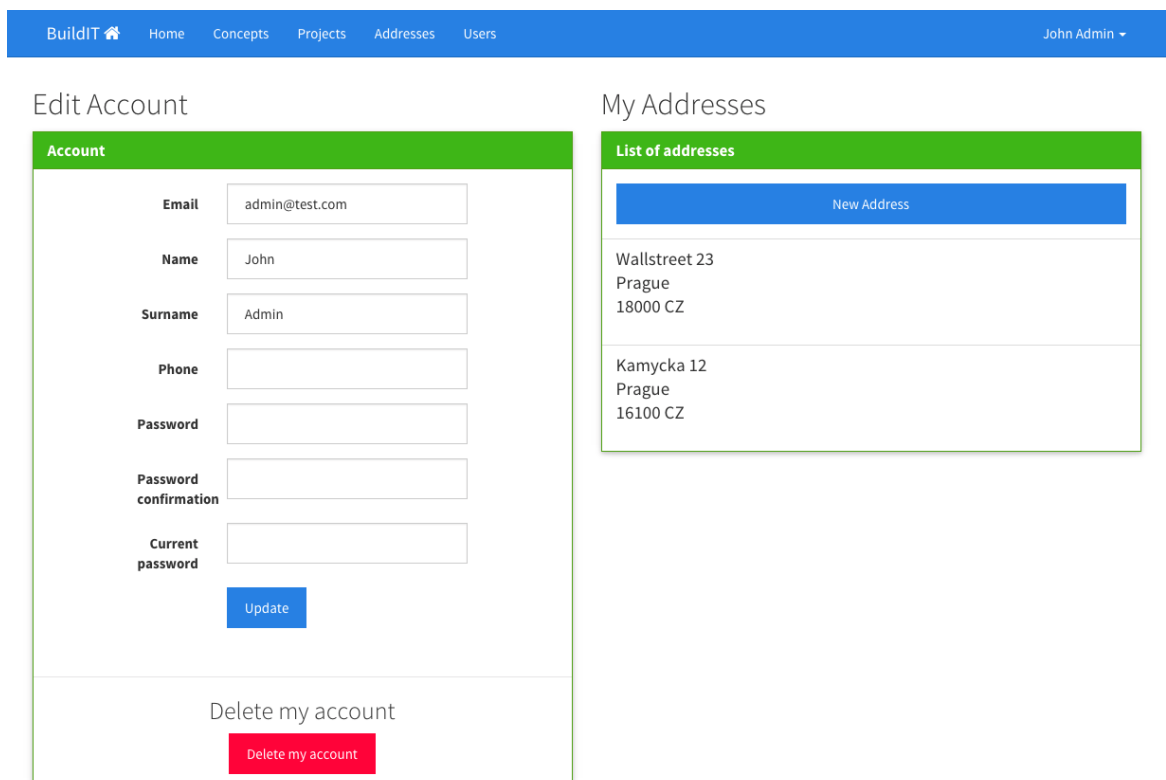 BuildIT Home Concepts Projects Addresses Users John Admin
Edit Account
Account
Email admin@test.com
Name John
Surname Admin
Phone
Password
Password
confirmation
Current
password
Update
Delete my account
Delete my account
My Addresses
List of addresses
New Address
Wallstreet 23
Prague
18000 CZ
Kamycka 12
Prague
16100 CZ